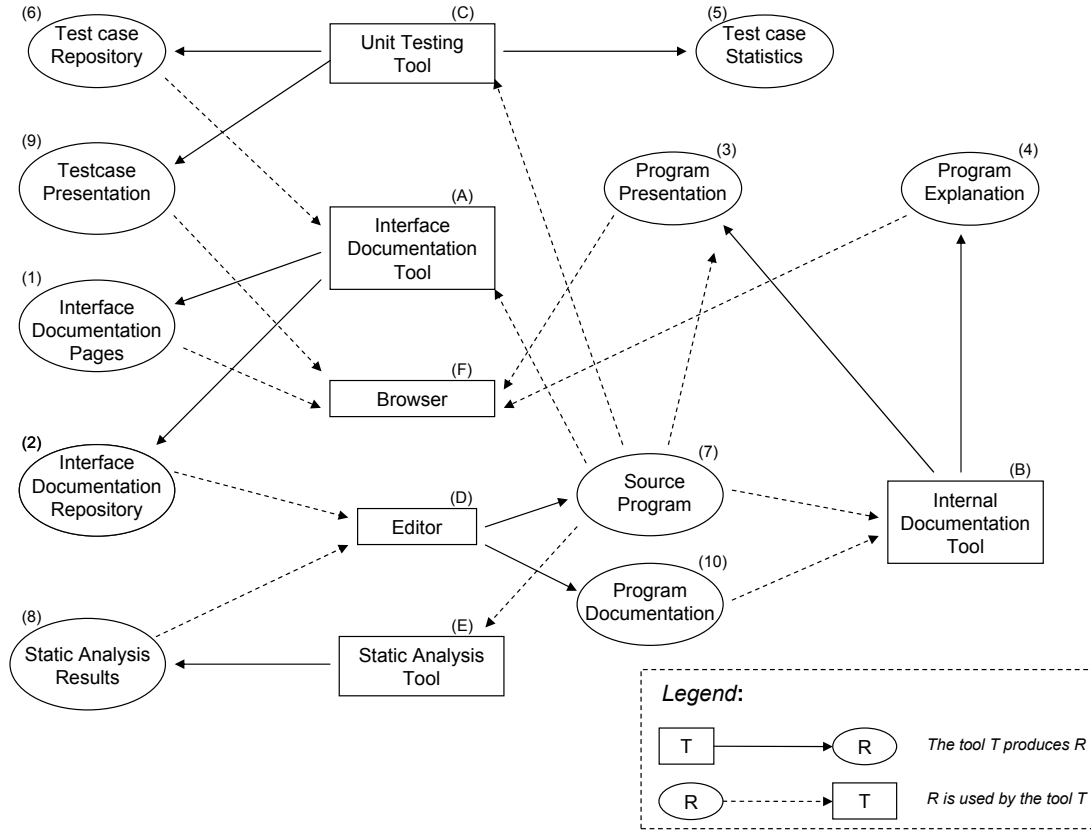 (6)
Test case
Repository
(C)
Unit Testing
Tool
(5)
Test case
Statistics
(9)
Testcase
Presentation
(3)
Program
Presentation
(4)
Program
Explanation
(A)
Interface
Documentation
Tool
(1)
Interface
Documentation
Pages
(F)
Browser
(2)
Interface
Documentation
Repository
(D)
Editor
(7)
Source
Program
(B)
Internal
Documentation
Tool
(10)
Program
Documentation
(8)
Static Analysis
Results
(E)
Static Analysis
Tool
Legend:
T R The tool T produces R
R T R is used by the tool T